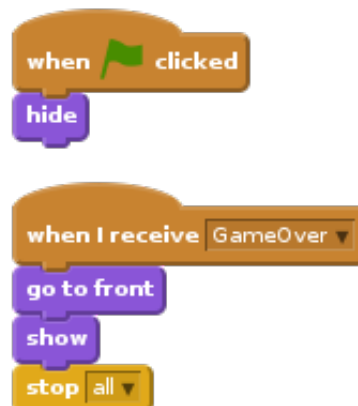 when clicked
hide
when I receive GameOver
go to front
show
stop all